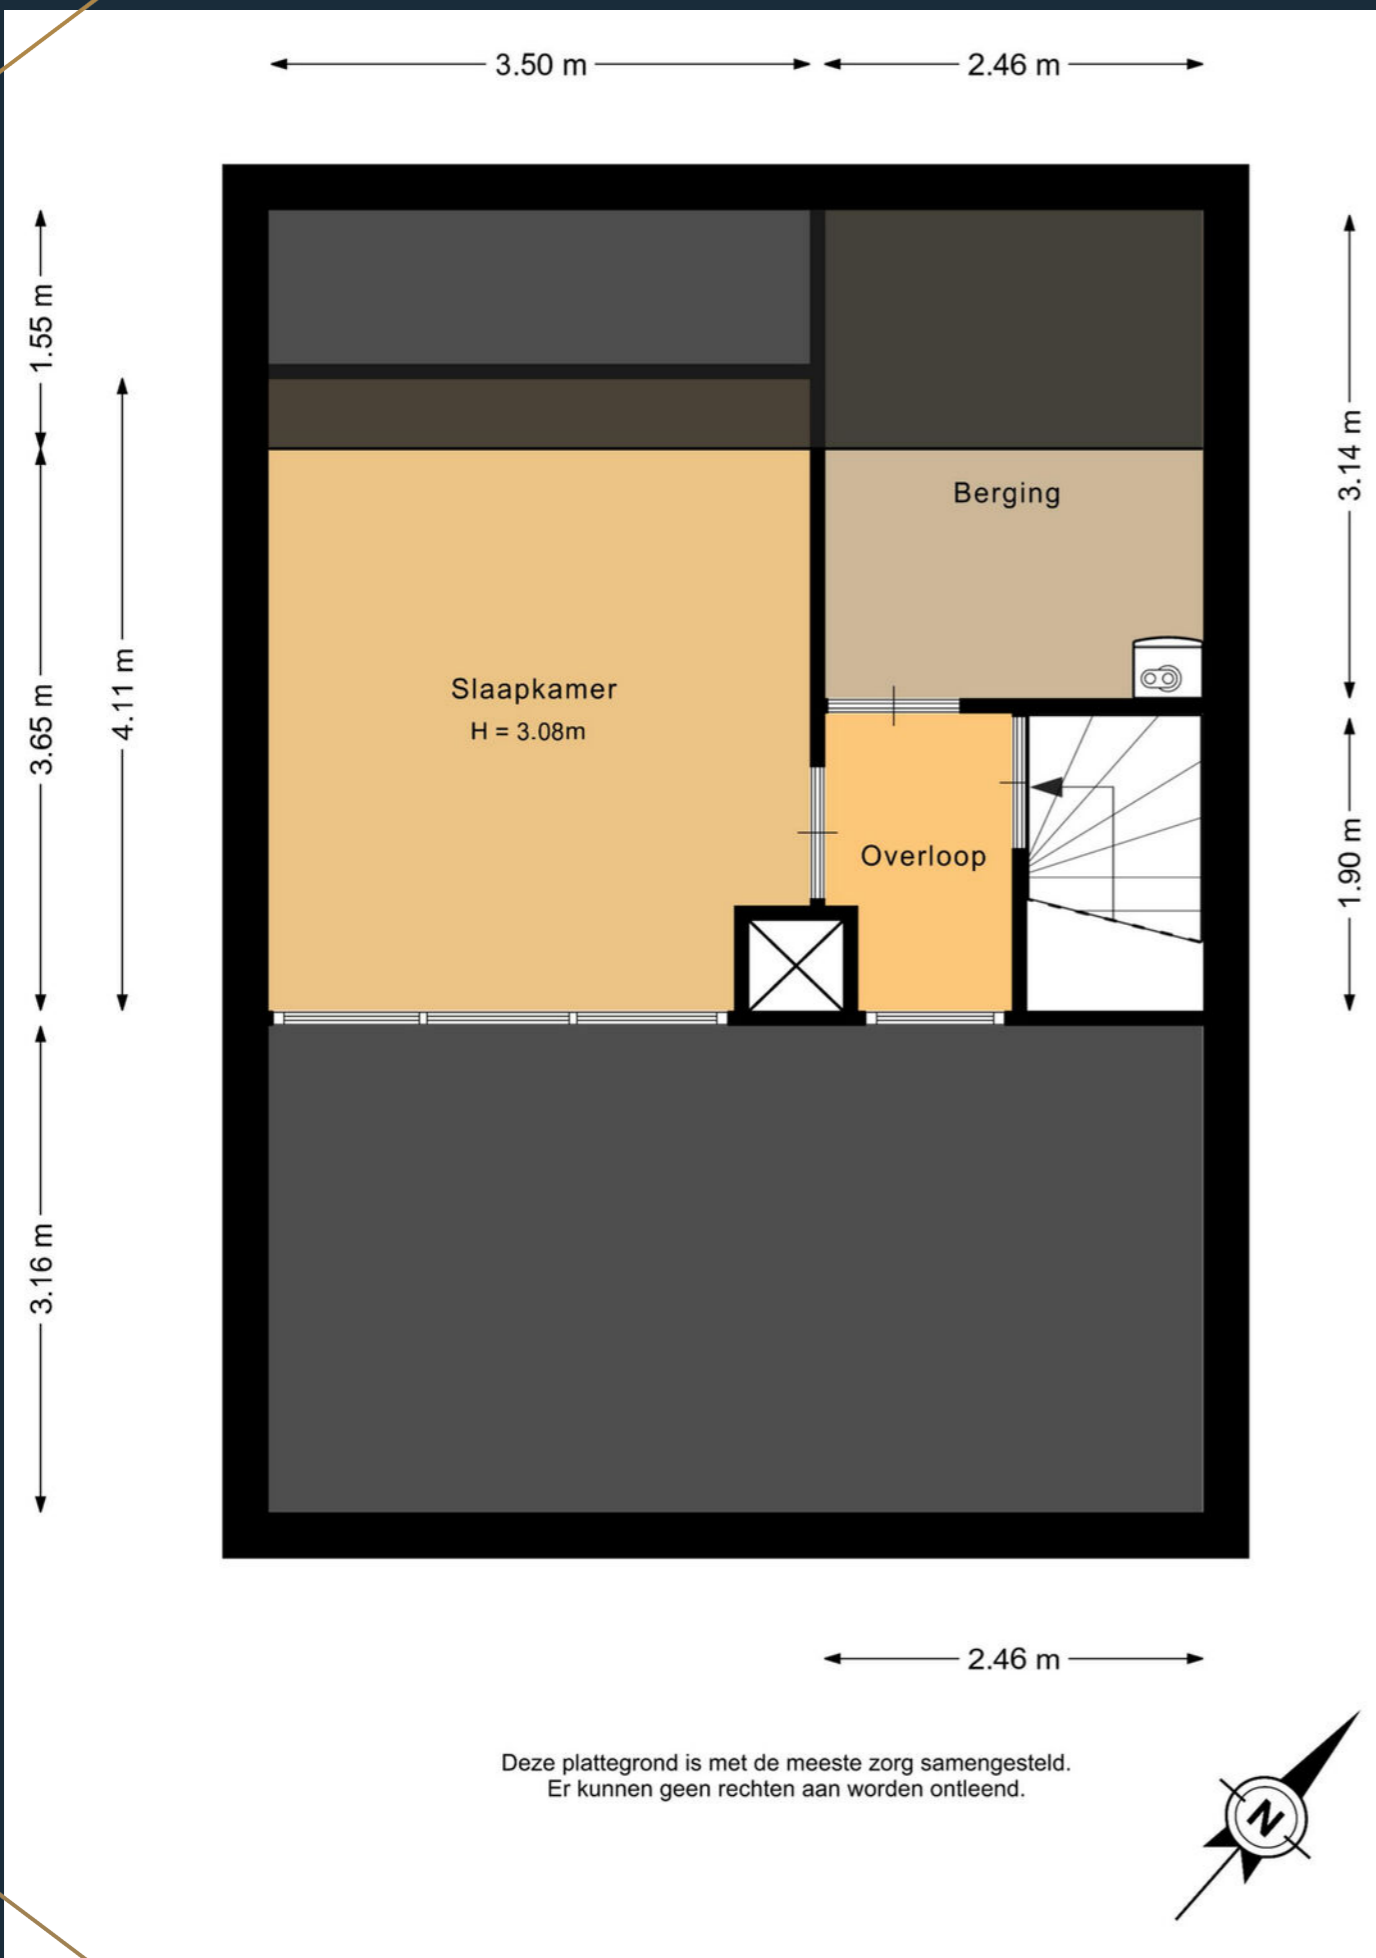 3.50 m
2.46 m
1.55 m
3.14 m
Berging
4.11 m
3.65 m
Slaapkamer
H = 3.08m
Overloop
1.90 m
3.16 m
2.46 m
Deze plattegrond is met de meeste zorg samengesteld.
Er kunnen geen rechten aan worden ontleend.
N